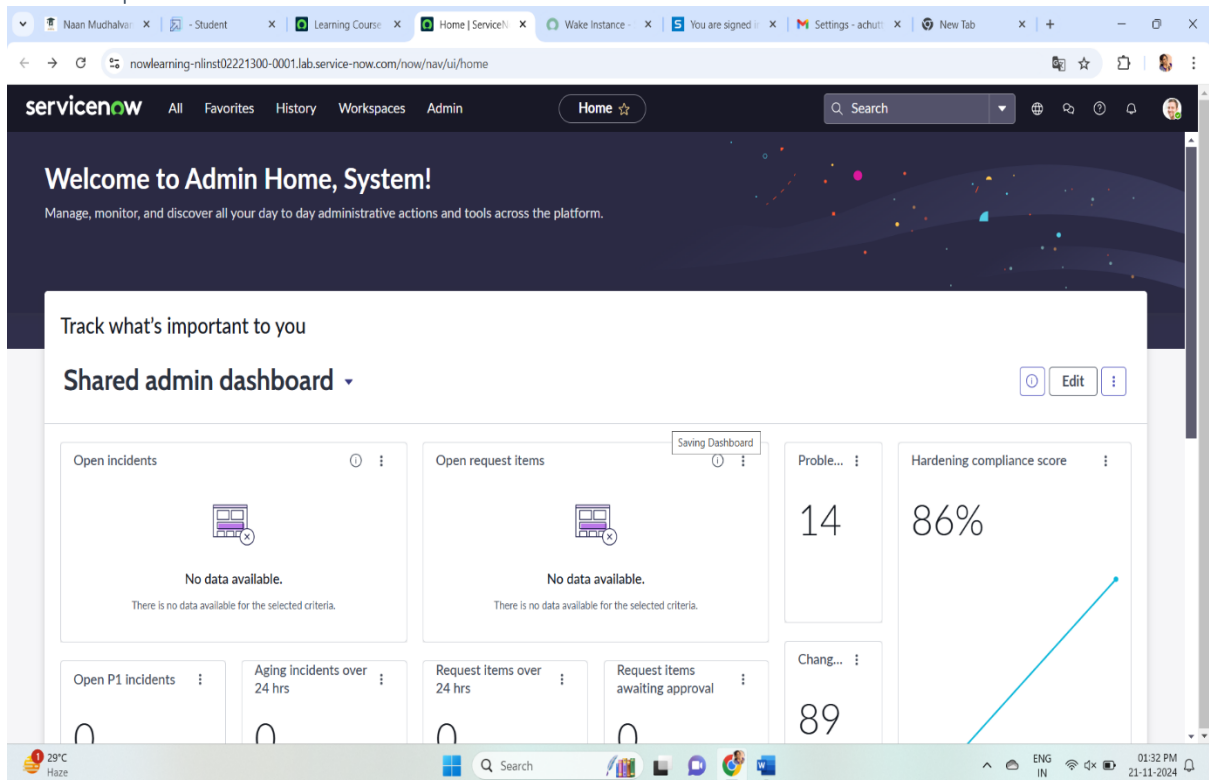 Naan Mudhalvan
- Student
Learning Course
Home | ServiceN
Wake Instance -
You are signed in
Settings - achutt
New Tab
nowlearning-nlinst02221300-0001.lab.service-now.com/now/nav/ui/home
servicenow All Favorites History Workspaces Admin Home Search
Welcome to Admin Home, System!
Manage, monitor, and discover all your day to day administrative actions and tools across the platform.
Track what's important to you
Shared admin dashboard
Edit
Saving Dashboard
Open incidents
No data available.
There is no data available for the selected criteria.
Open request items
No data available.
There is no data available for the selected criteria.
Proble...
14
Hardening compliance score
86%
Open P1 incidents
0
Aging incidents over
24 hrs
0
Request items over
24 hrs
0
Request items
awaiting approval
0
Chang...
89
1
29°C
Haze
Search
ENG
IN
01:32 PM
21-11-2024